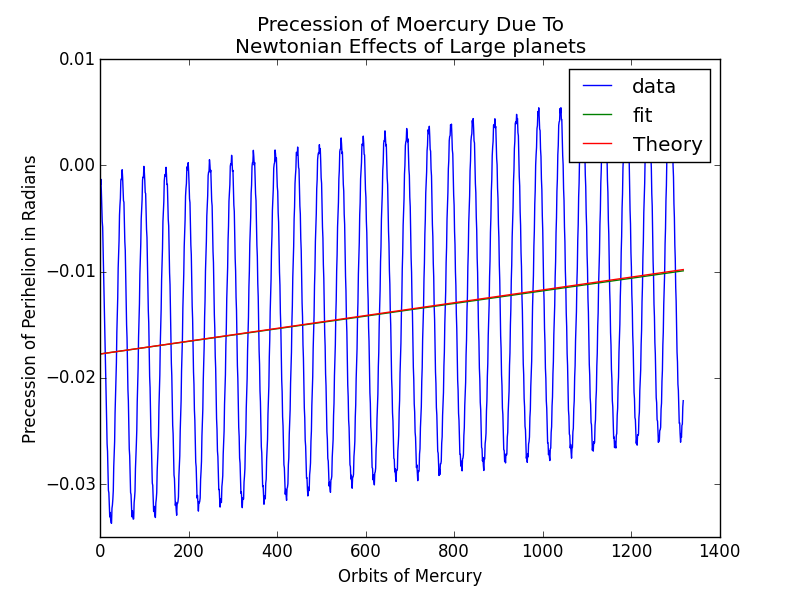 Precession of Moercury Due To
Newtonian Effects of Large planets
0.01
0.00
−0.01
−0.02
−0.03
Precession of Perihelion in Radians
data
fit
Theory
0 200 400 600 800 1000 1200 1400
Orbits of Mercury